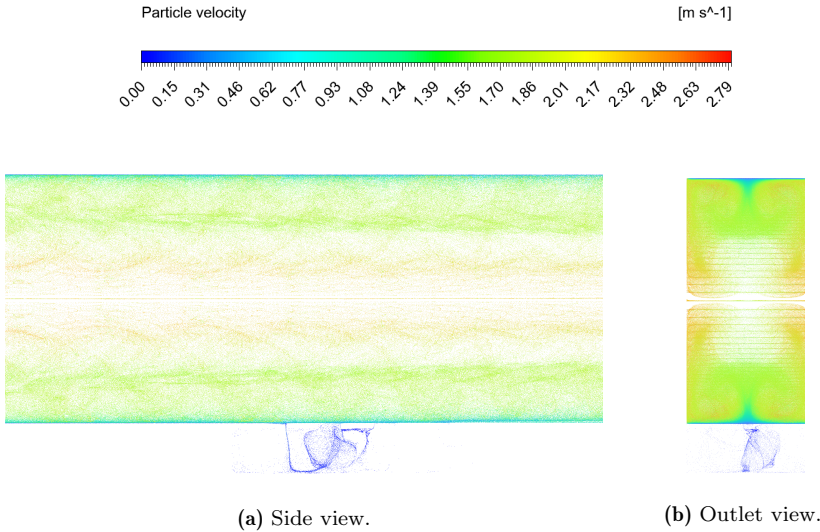 Particle velocity [m s^-1]
0.00 0.15 0.31 0.46 0.62 0.77 0.93 1.08 1.24 1.39 1.55 1.70 1.86 2.01 2.17 2.32 2.48 2.63 2.79
(a) Side view.
(b) Outlet view.